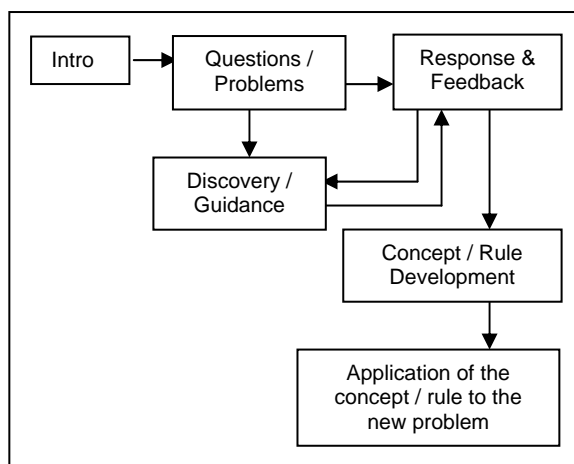 Intro
Questions /
Problems
Response &
Feedback
Discovery /
Guidance
Concept / Rule
Development
Application of the
concept / rule to the
new problem